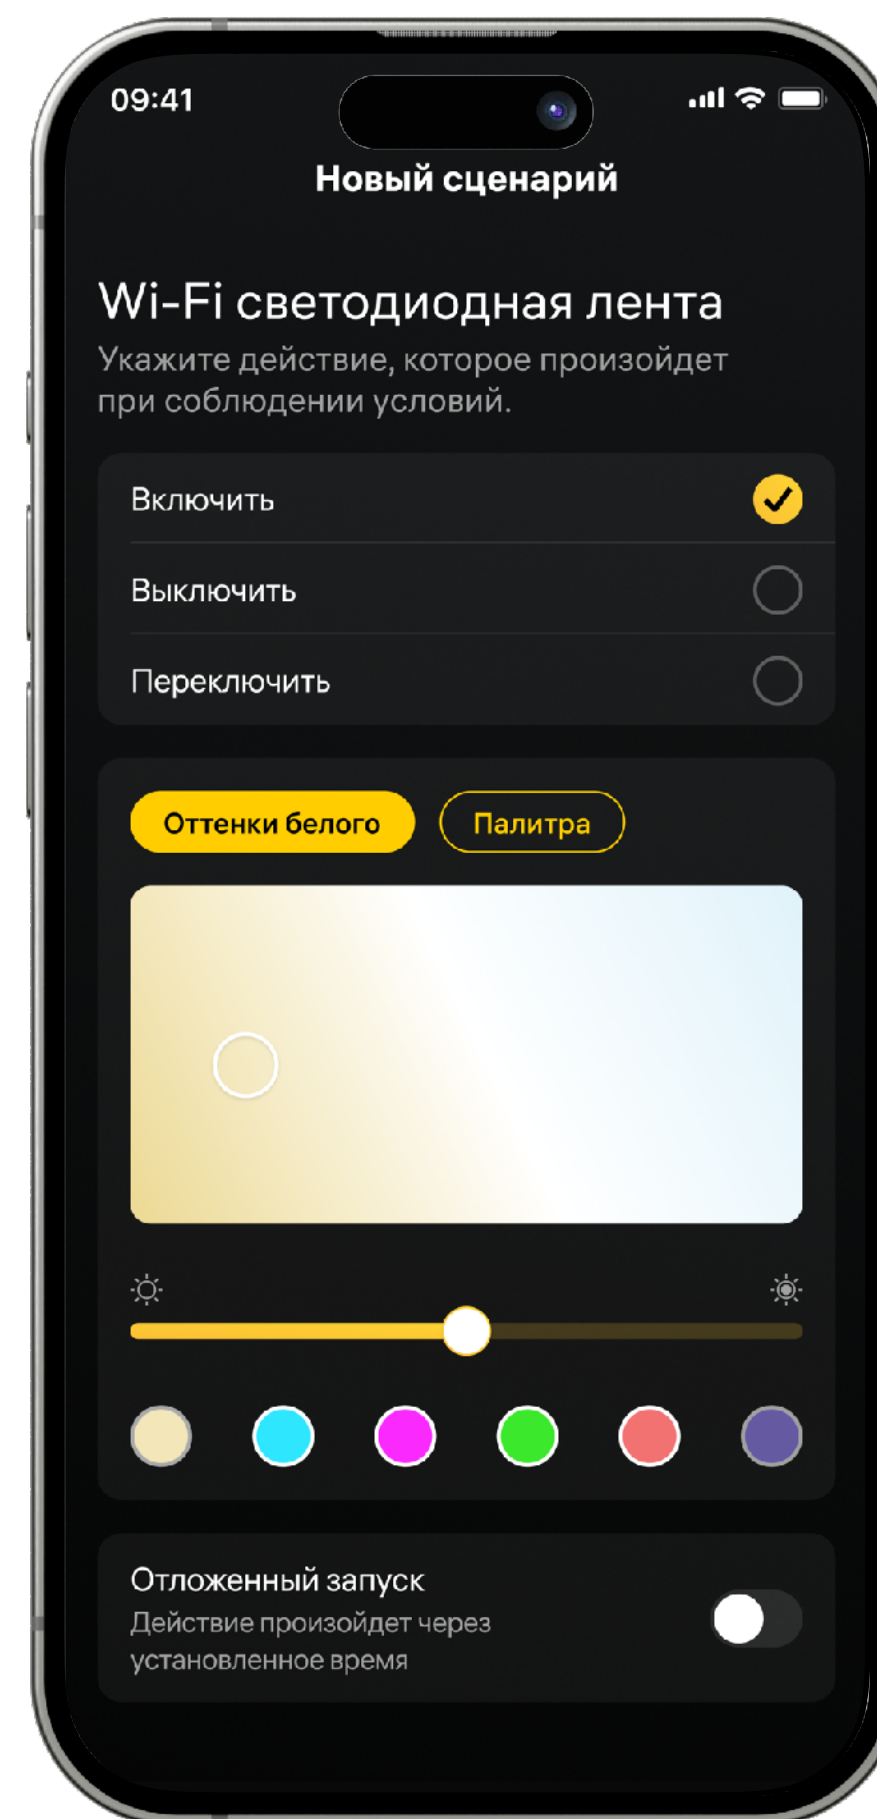 09:41
Новый сценарий
Wi-Fi светодиодная лента
Укажите действие, которое произойдет
при соблюдении условий.
Включить
Выключить
Переключить
Оттенки белого
Палитра
Отложенный запуск
Действие произойдет через
установленное время